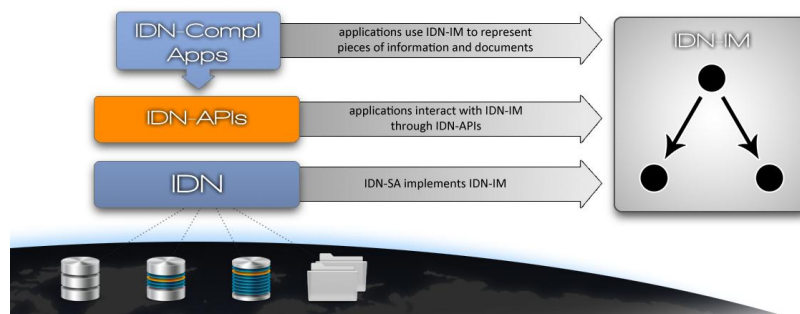 IDN-Compl
Apps
applications use IDN-IM to represent
pieces of information and documents
IDN-IM
IDN-APIs
applications interact with IDN-IM
through IDN-APIs
IDN
IDN-SA implements IDN-IM